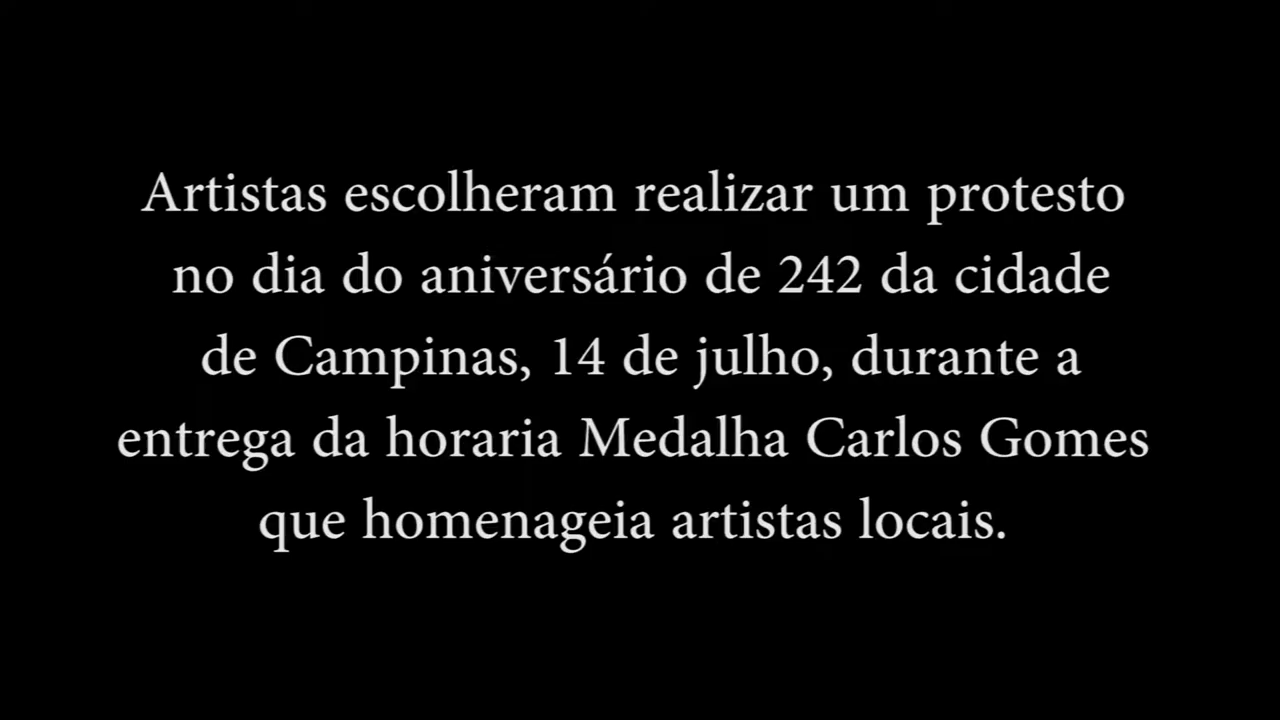 Artistas escolheram realizar um protesto
no dia do aniversário de 242 da cidade
de Campinas, 14 de julho, durante a
entrega da horaria Medalha Carlos Gomes
que homenageia artistas locais.